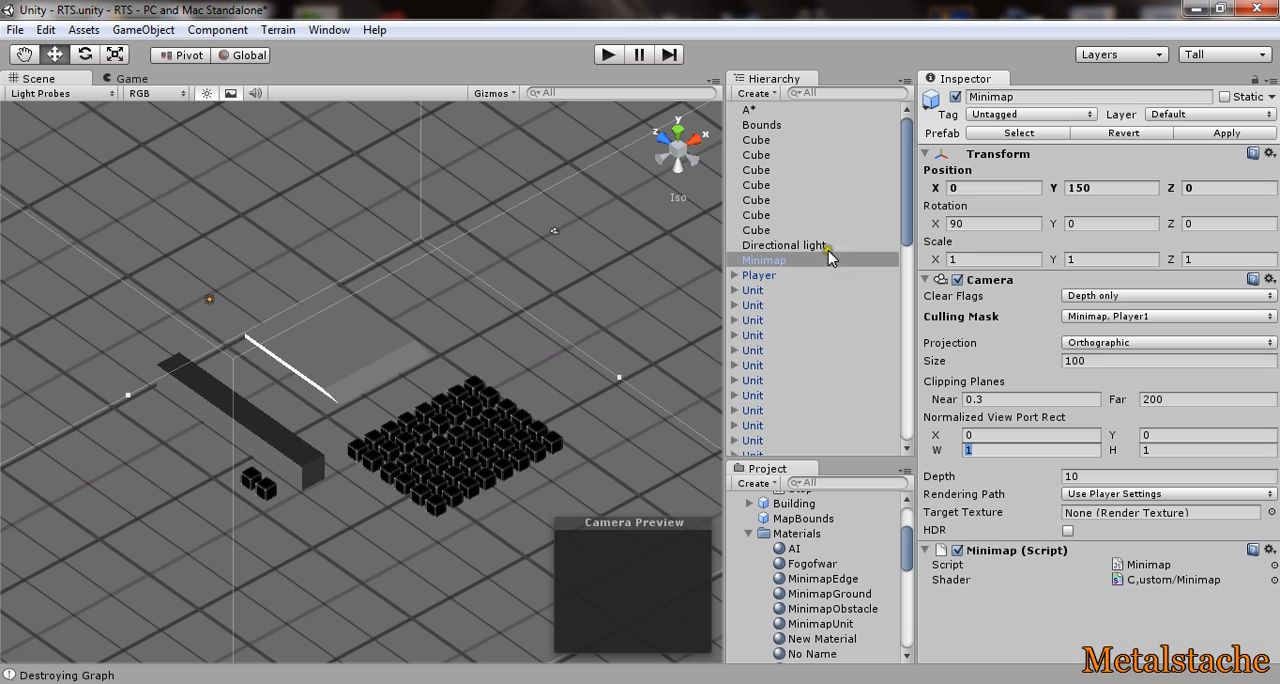 Unity - RTS.unity - RTS - PC and Mac Standalone*
File Edit Assets GameObject Component Terrain Window Help
Pivot Global Layers Tall
Scene Game
Light Probes RGB Gizmos All
y
z x
Iso
Camera Preview
Hierarchy
Create All
A*
Bounds
Cube
Cube
Cube
Cube
Cube
Cube
Cube
Directional light
Minimap
Player
Unit
Unit
Unit
Unit
Unit
Unit
Unit
Unit
Unit
Unit
Unit
Unit
Project
Create All
Stop
Building
MapBounds
Materials
AI
Fogofwar
MinimapEdge
MinimapGround
MinimapObstacle
MinimapUnit
New Material
No Name
Inspector
Minimap Static
Tag Untagged Layer Default
Prefab Select Revert Apply
Transform
Position
X 0 Y 150 Z 0
Rotation
X 90 Y 0 Z 0
Scale
X 1 Y 1 Z 1
Camera
Clear Flags Depth only
Culling Mask Minimap, Player1
Projection Orthographic
Size 100
Clipping Planes
Near 0.3 Far 200
Normalized View Port Rect
X 0 Y 0
W 1 H 1
Depth 10
Rendering Path Use Player Settings
Target Texture None (Render Texture)
HDR
Minimap (Script)
Script Minimap
Shader C,ustom/Minimap
Metalstache
Destroying Graph